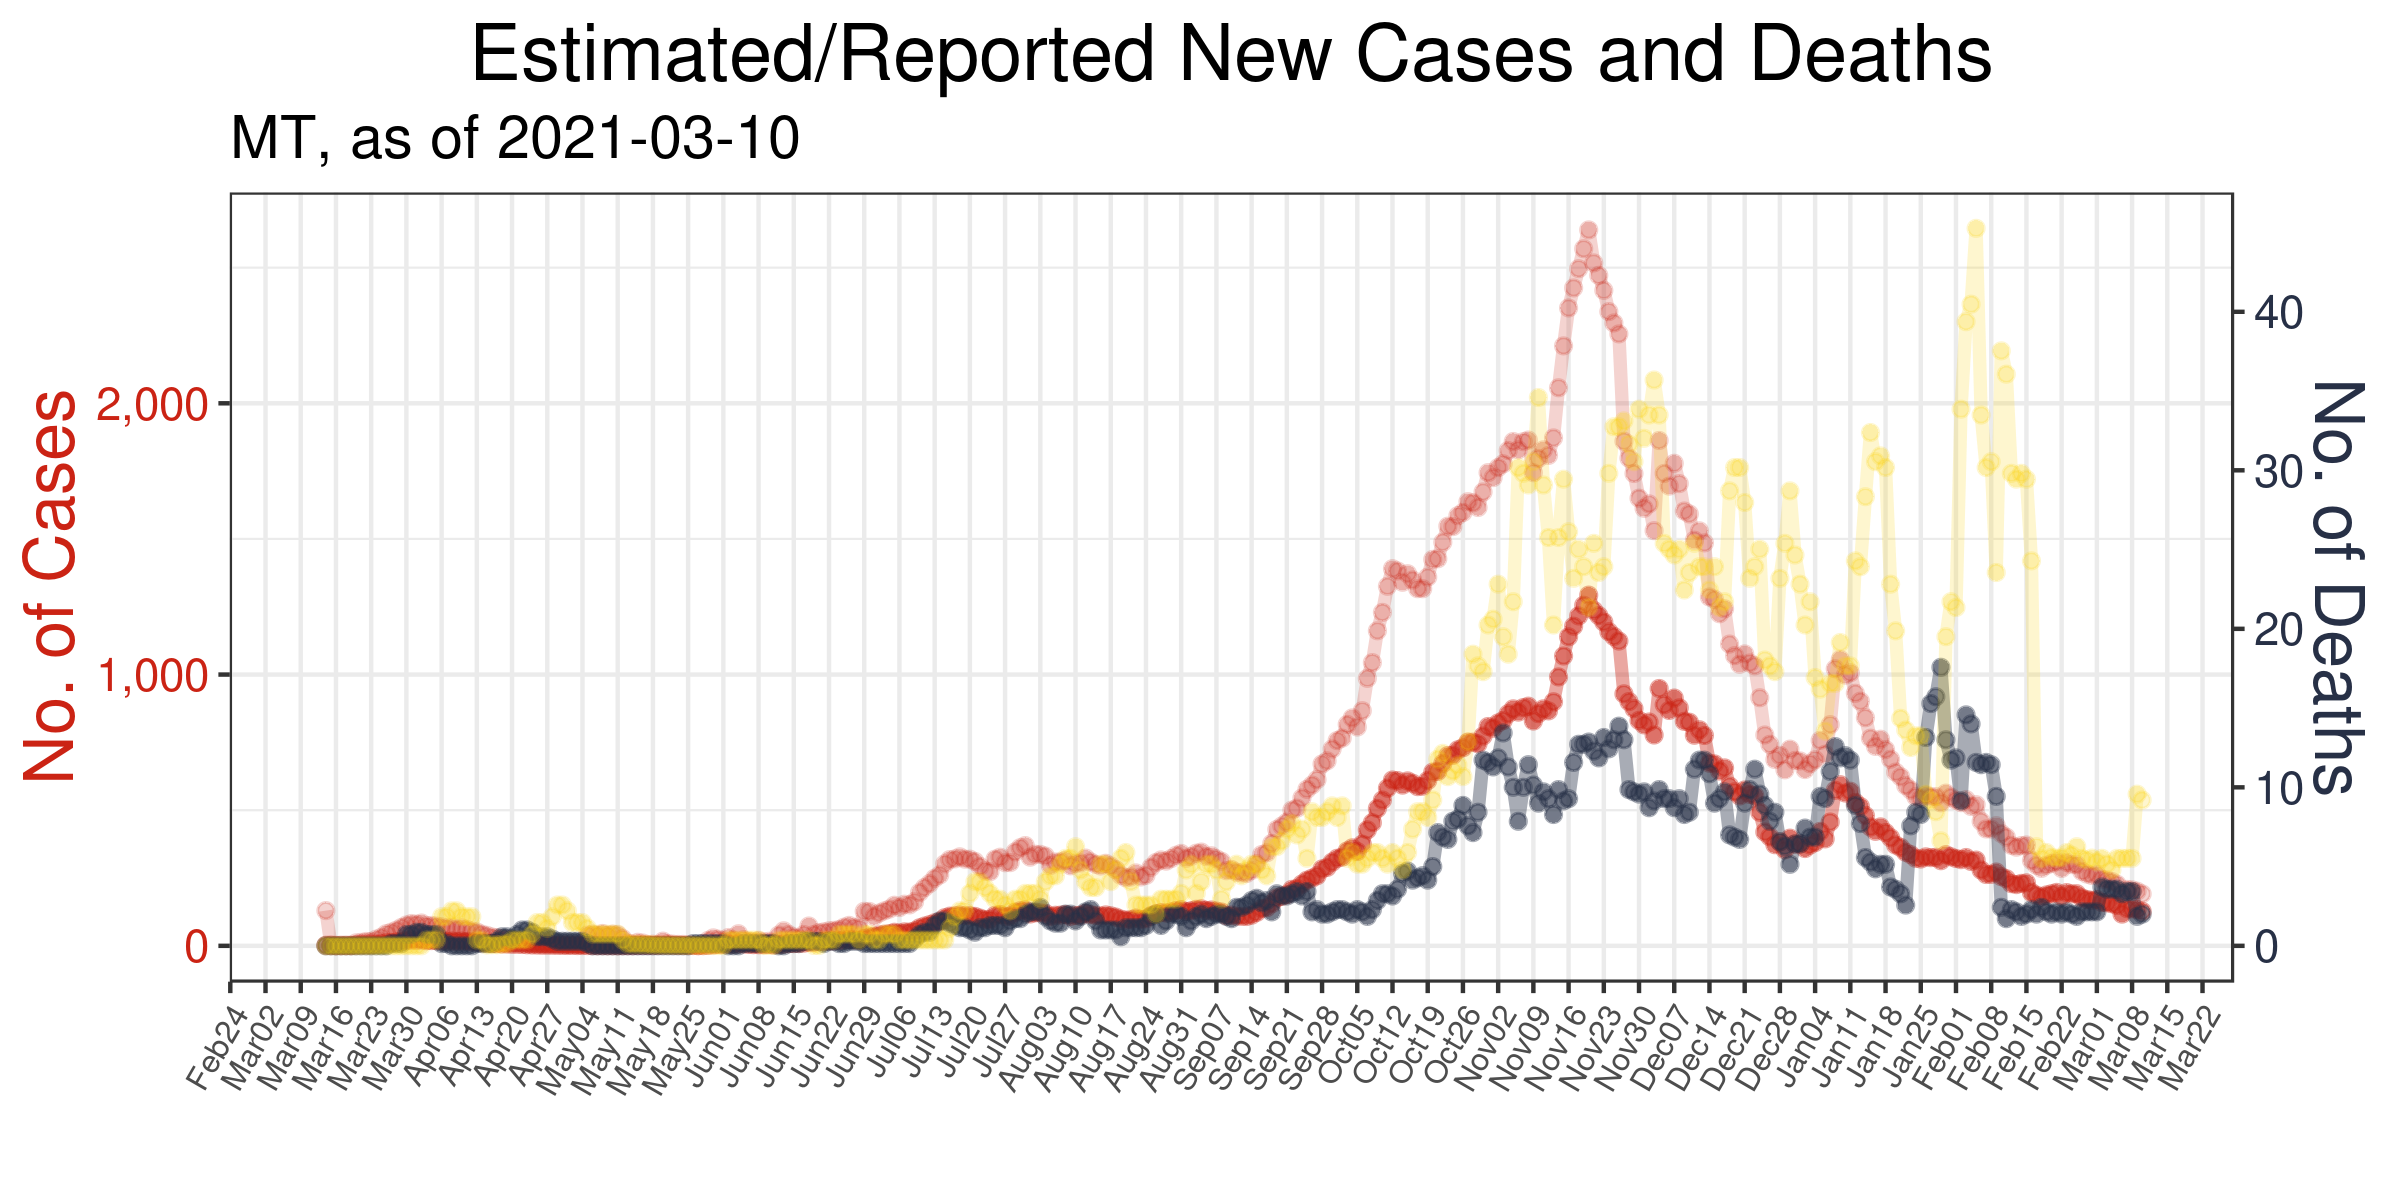 Estimated/Reported New Cases and Deaths
MT, as of 2021-03-10
No. of Cases
2,000
1,000
0
No. of Deaths
40
30
20
10
0
Feb24
Mar02
Mar09
Mar16
Mar23
Mar30
Apr06
Apr13
Apr20
Apr27
May04
May11
May18
May25
Jun01
Jun08
Jun15
Jun22
Jun29
Jul06
Jul13
Jul20
Jul27
Aug03
Aug10
Aug17
Aug24
Aug31
Sep07
Sep14
Sep21
Sep28
Oct05
Oct12
Oct19
Oct26
Nov02
Nov09
Nov16
Nov23
Nov30
Dec07
Dec14
Dec21
Dec28
Jan04
Jan11
Jan18
Jan25
Feb01
Feb08
Feb15
Feb22
Mar01
Mar08
Mar15
Mar22